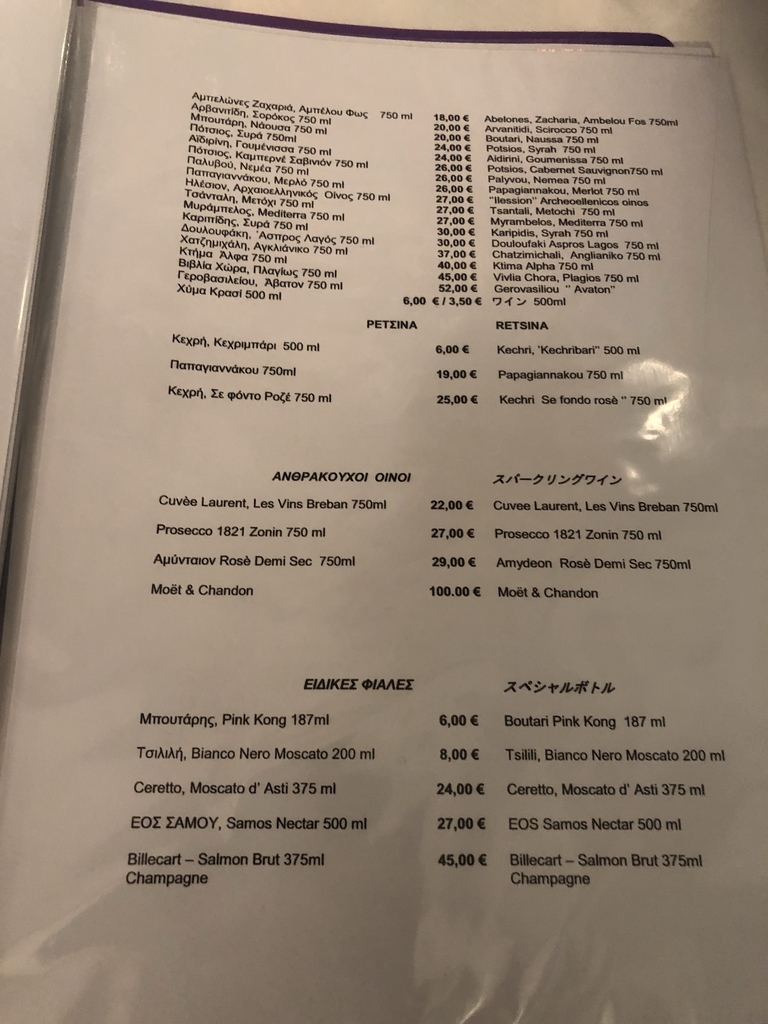 Αμπελώνες Ζαχαριά, Αμπέλου Φως 750 ml 18,00 € Abelones, Zacharia, Ambelou Fos 750ml
Αρβανιτίδη, Σορόκος 750 ml 20,00 € Arvanitidi, Scirocco 750 ml
Μπουτάρη, Νάουσα 750 ml 20,00 € Boutari, Naussa 750 ml
Πότσιος, Συρά 750ml 24,00 € Potsios, Syrah 750 ml
Αϊδιρίνη, Γουμένισσα 750 ml 24,00 € Aidirini, Goumenissa 750 ml
Πότσιος, Καμπερνέ Σαβινιόν 750 ml 26,00 € Potsios, Cabernet Sauvignon750 ml
Παλυβού, Νεμέα 750 ml 26,00 € Palyvou, Nemea 750 ml
Παπαγιαννάκου, Μερλό 750 ml 26,00 € Papagiannakou, Merlot 750 ml
Ηλέσιον, Αρχαιοελληνικός Οίνος 750 ml 27,00 € "Ilession" Archeoellenicos oinos
Τσάνταλη, Μετόχι 750 ml 27,00 € Tsantali, Metochi 750 ml
Μυράμπελος, Mediterra 750 ml 27,00 € Myrambelos, Mediterra 750 ml
Καριπίδης, Συρά 750 ml 30,00 € Karipidis, Syrah 750 ml
Δουλουφάκη, Άσπρος Λαγός 750 ml 30,00 € Douloufaki Aspros Lagos 750 ml
Χατζημιχάλη, Αγκλιάνικο 750 ml 37,00 € Chatzimichali, Anglianiko 750 ml
Κτήμα Άλφα 750 ml 40,00 € Ktima Alpha 750 ml
Βιβλία Χώρα, Πλαγίως 750 ml 45,00 € Vivlia Chora, Plagios 750 ml
Γεροβασιλείου, Άβατον 750 ml 52,00 € Gerovasiliou " Avaton"
Χύμα Κρασί 500 ml 6,00 € / 3,50 € ワイン 500ml
ΡΕΤΣΙΝΑ RETSINA
Κεχρή, Κεχριμπάρι 500 ml 6,00 € Kechri, 'Kechribari" 500 ml
Παπαγιαννάκου 750ml 19,00 € Papagiannakou 750 ml
Κεχρή, Σε φόντο Ροζέ 750 ml 25,00 € Kechri Se fondo rosè " 750 ml
ΑΝΘΡΑΚΟΥΧΟΙ ΟΙΝΟΙ スパークリングワイン
Cuvèe Laurent, Les Vins Breban 750ml 22,00 € Cuvee Laurent, Les Vins Breban 750ml
Prosecco 1821 Zonin 750 ml 27,00 € Prosecco 1821 Zonin 750 ml
Αμύνταιον Rosè Demi Sec 750ml 29,00 € Amydeon Rosè Demi Sec 750ml
Moët & Chandon 100.00 € Moët & Chandon
ΕΙΔΙΚΕΣ ΦΙΑΛΕΣ スペシャルボトル
Μπουτάρης, Pink Kong 187ml 6,00 € Boutari Pink Kong 187 ml
Τσιλιλή, Bianco Nero Moscato 200 ml 8,00 € Tsilili, Bianco Nero Moscato 200 ml
Ceretto, Moscato d' Asti 375 ml 24,00 € Ceretto, Moscato d' Asti 375 ml
ΕΟΣ ΣΑΜΟΥ, Samos Nectar 500 ml 27,00 € EOS Samos Nectar 500 ml
Billecart – Salmon Brut 375ml 45,00 € Billecart – Salmon Brut 375ml
Champagne Champagne